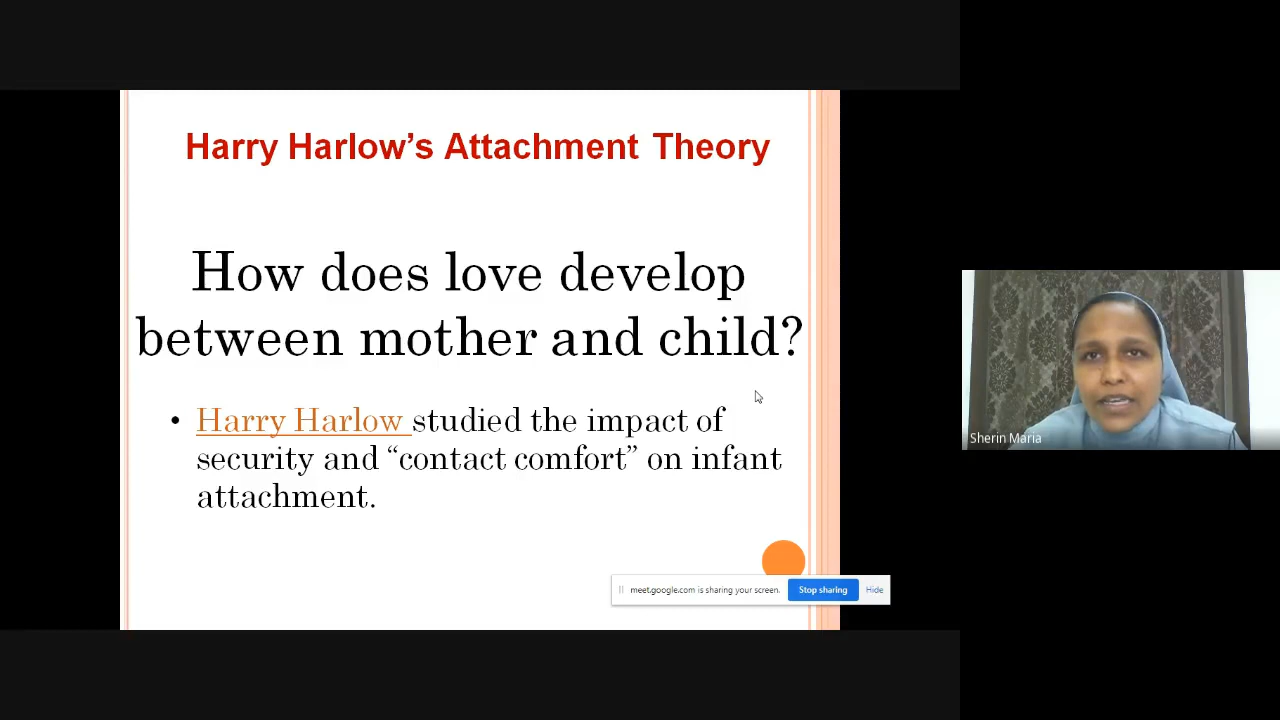 Harry Harlow’s Attachment Theory
How does love develop
between mother and child?
• Harry Harlow studied the impact of
security and “contact comfort” on infant
attachment.
meet.google.com is sharing your screen. Stop sharing Hide
Sherin Maria